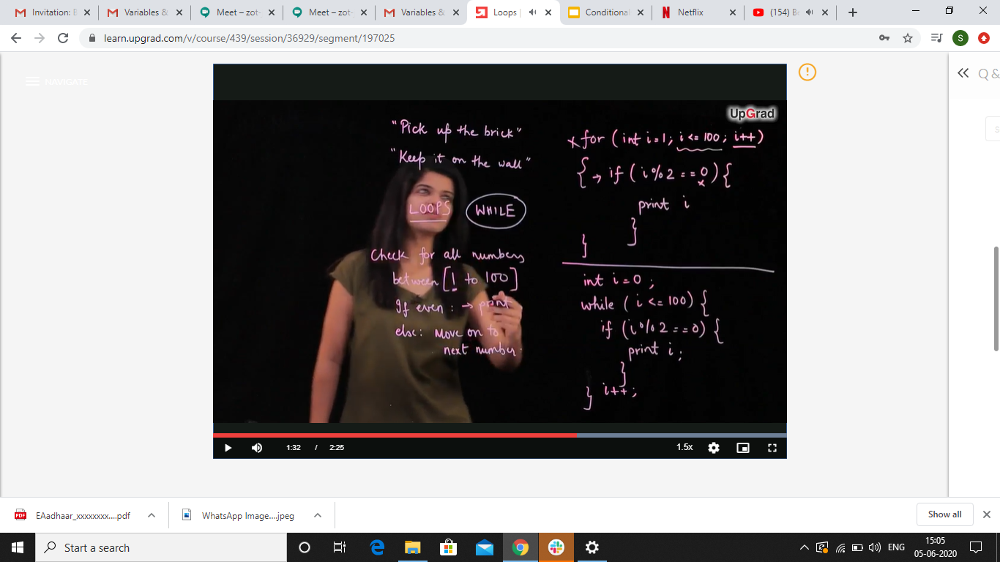 Invitation: E
Variables &
Meet – zot-
Meet – zot-
Variables &
Loops |
Conditional
Netflix
(154) Be
learn.upgrad.com/v/course/439/session/36929/segment/197025
S
NAVIGATE
Q &
UpGrad
"Pick up the brick"
"Keep it on the wall"
LOOPS
WHILE
Check for all numbers
between [1 to 100]
If even: → print
else: Move on to
next number.
x for (int i=1; i <= 100; i++)
{ → if ( i % 2 == 0 ) {
x
print i
}
}
int i = 0 ;
while ( i <= 100) {
if ( i % 2 == 0) {
print i ;
}
} i++ ;
1:32 / 2:25
1.5x
EAadhaar_xxxxxxxx....pdf
WhatsApp Image....jpeg
Show all
Start a search
ENG
15:05
05-06-2020